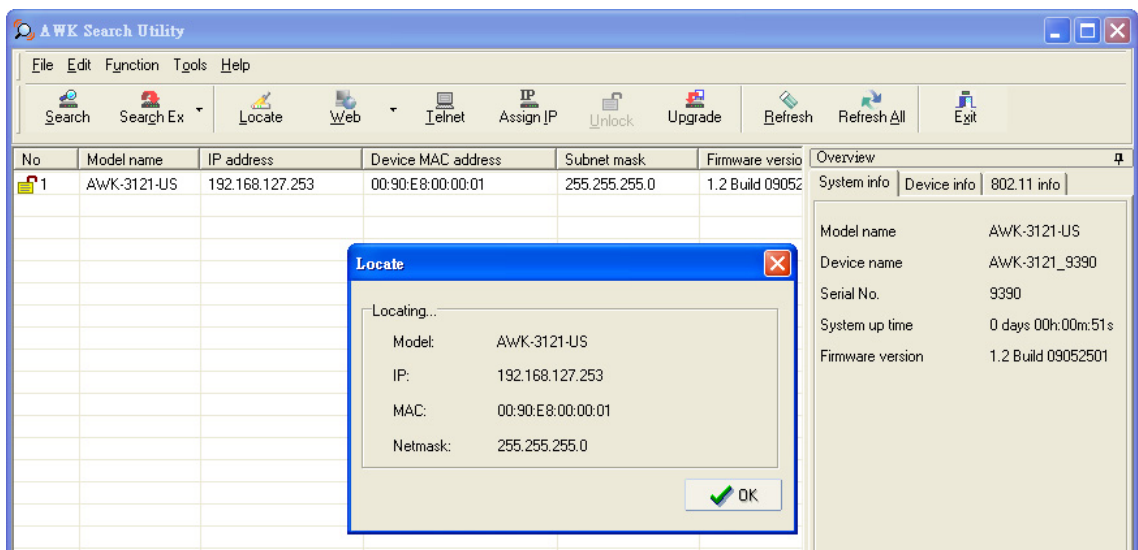 AWK Search Utility
File Edit Function Tools Help
Search Search Ex Locate Web Telnet Assign IP Unlock Upgrade Refresh Refresh All Exit
No Model name IP address Device MAC address Subnet mask Firmware versio
1 AWK-3121-US 192.168.127.253 00:90:E8:00:00:01 255.255.255.0 1.2 Build 09052
Overview
System info Device info 802.11 info
Model name AWK-3121-US
Device name AWK-3121_9390
Serial No. 9390
System up time 0 days 00h:00m:51s
Firmware version 1.2 Build 09052501
Locate
Locating...
Model: AWK-3121-US
IP: 192.168.127.253
MAC: 00:90:E8:00:00:01
Netmask: 255.255.255.0
OK